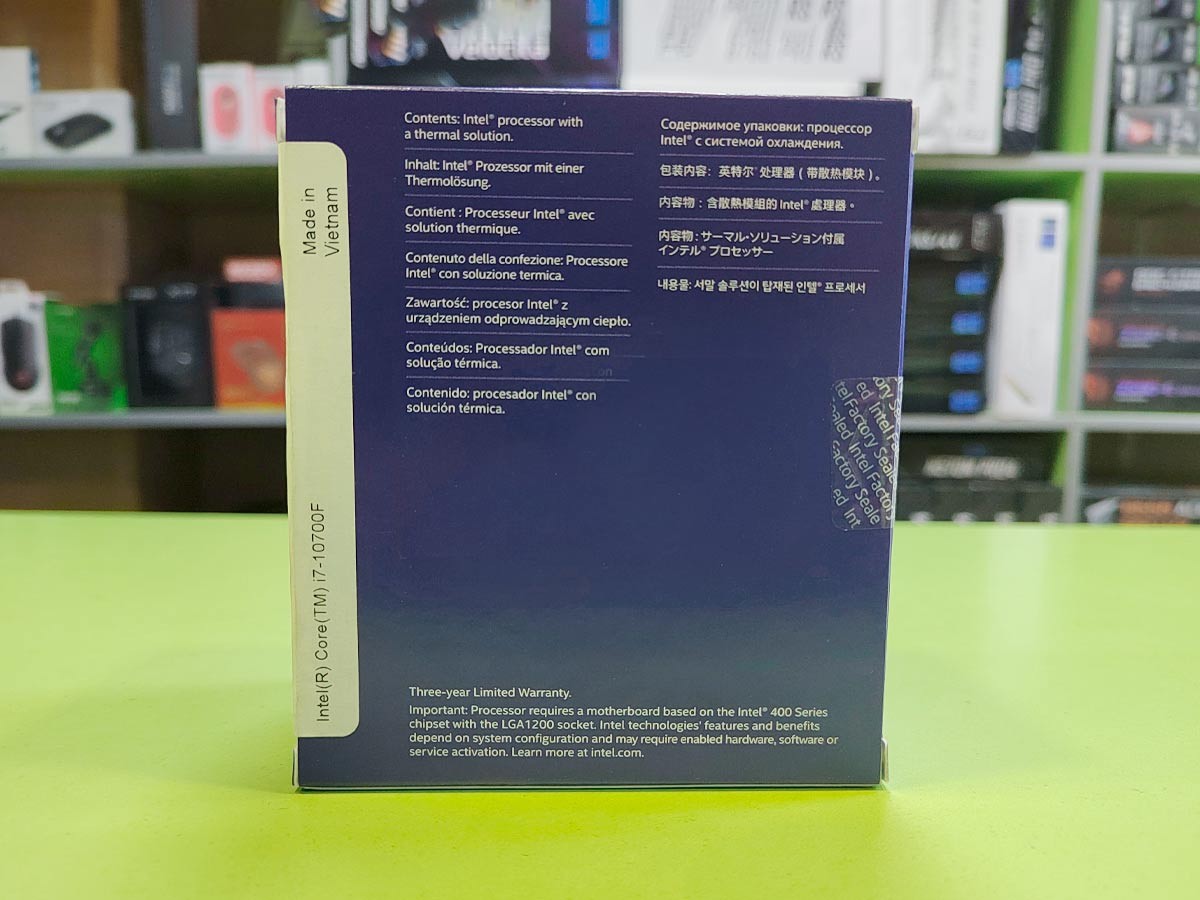 Contents: Intel® processor with
a thermal solution.
Inhalt: Intel® Prozessor mit einer
Thermolösung.
Contient : Processeur Intel® avec
solution thermique.
Contenuto della confezione: Processore
Intel® con soluzione termica.
Zawartość: procesor Intel® z
urządzeniem odprowadzającym ciepło.
Conteúdos: Processador Intel® com
solução térmica.
Contenido: procesador Intel® con
solución térmica.
Содержимое упаковки: процессор
Intel® с системой охлаждения.
包装内容: 英特尔® 处理器 ( 带散热模块 ) 。
内容物 : 含散熱模組的 Intel® 處理器。
内容物: サーマル・ソリューション付属
インテル® プロセッサー
내용물: 서말 솔루션이 탑재된 인텔® 프로세서
Made in
Vietnam
Intel(R) Core(TM) i7-10700F
Three-year Limited Warranty.
Important: Processor requires a motherboard based on the Intel® 400 Series
chipset with the LGA1200 socket. Intel technologies' features and benefits
depend on system configuration and may require enabled hardware, software or
service activation. Learn more at intel.com.
Intel Factory Sealed